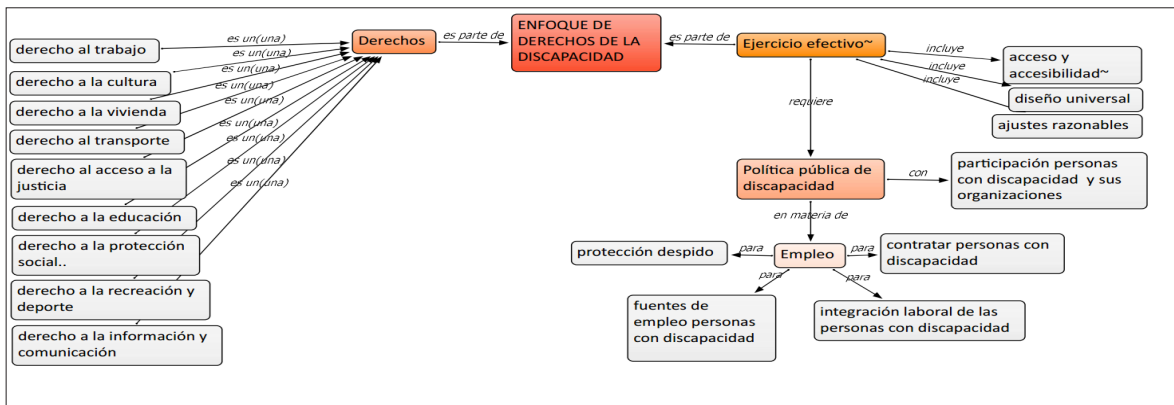 derecho al trabajo
derecho a la cultura
derecho a la vivienda
derecho al transporte
derecho al acceso a la
justicia
derecho a la educación
derecho a la protección
social..
derecho a la recreación y
deporte
derecho a la información y
comunicación
es un(una)
es un(una)
es un(una)
es un(una)
es un(una)
es un(una)
es un(una)
es un(una)
es un(una)
Derechos
es parte de
ENFOQUE DE
DERECHOS DE LA
DISCAPACIDAD
es parte de
Ejercicio efectivo~
incluye
incluye
incluye
acceso y
accesibilidad~
diseño universal
ajustes razonables
requiere
Política pública de
discapacidad
con
participación personas
con discapacidad y sus
organizaciones
en materia de
Empleo
para
protección despido
para
contratar personas con
discapacidad
para
fuentes de
empleo personas
con discapacidad
para
integración laboral de las
personas con discapacidad